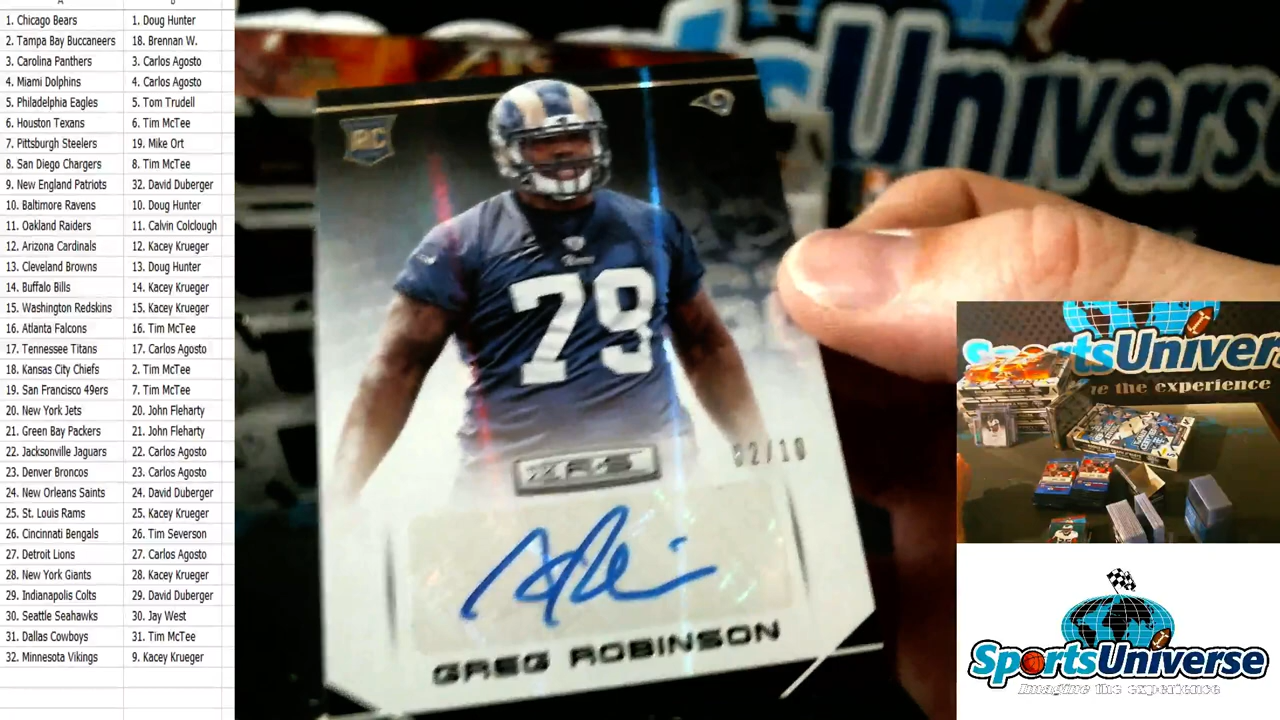 A B
1. Chicago Bears 1. Doug Hunter
2. Tampa Bay Buccaneers 18. Brennan W.
3. Carolina Panthers 3. Carlos Agosto
4. Miami Dolphins 4. Carlos Agosto
5. Philadelphia Eagles 5. Tom Trudell
6. Houston Texans 6. Tim McTee
7. Pittsburgh Steelers 19. Mike Ort
8. San Diego Chargers 8. Tim McTee
9. New England Patriots 32. David Duberger
10. Baltimore Ravens 10. Doug Hunter
11. Oakland Raiders 11. Calvin Colclough
12. Arizona Cardinals 12. Kacey Krueger
13. Cleveland Browns 13. Doug Hunter
14. Buffalo Bills 14. Kacey Krueger
15. Washington Redskins 15. Kacey Krueger
16. Atlanta Falcons 16. Tim McTee
17. Tennessee Titans 17. Carlos Agosto
18. Kansas City Chiefs 2. Tim McTee
19. San Francisco 49ers 7. Tim McTee
20. New York Jets 20. John Fleharty
21. Green Bay Packers 21. John Fleharty
22. Jacksonville Jaguars 22. Carlos Agosto
23. Denver Broncos 23. Carlos Agosto
24. New Orleans Saints 24. David Duberger
25. St. Louis Rams 25. Kacey Krueger
26. Cincinnati Bengals 26. Tim Severson
27. Detroit Lions 27. Carlos Agosto
28. New York Giants 28. Kacey Krueger
29. Indianapolis Colts 29. David Duberger
30. Seattle Seahawks 30. Jay West
31. Dallas Cowboys 31. Tim McTee
32. Minnesota Vikings 9. Kacey Krueger
sUniverse
RC
79
R&S
02/10
GREG ROBINSON
tsUniver
the experience
SportsUniverse
Imagine the experience